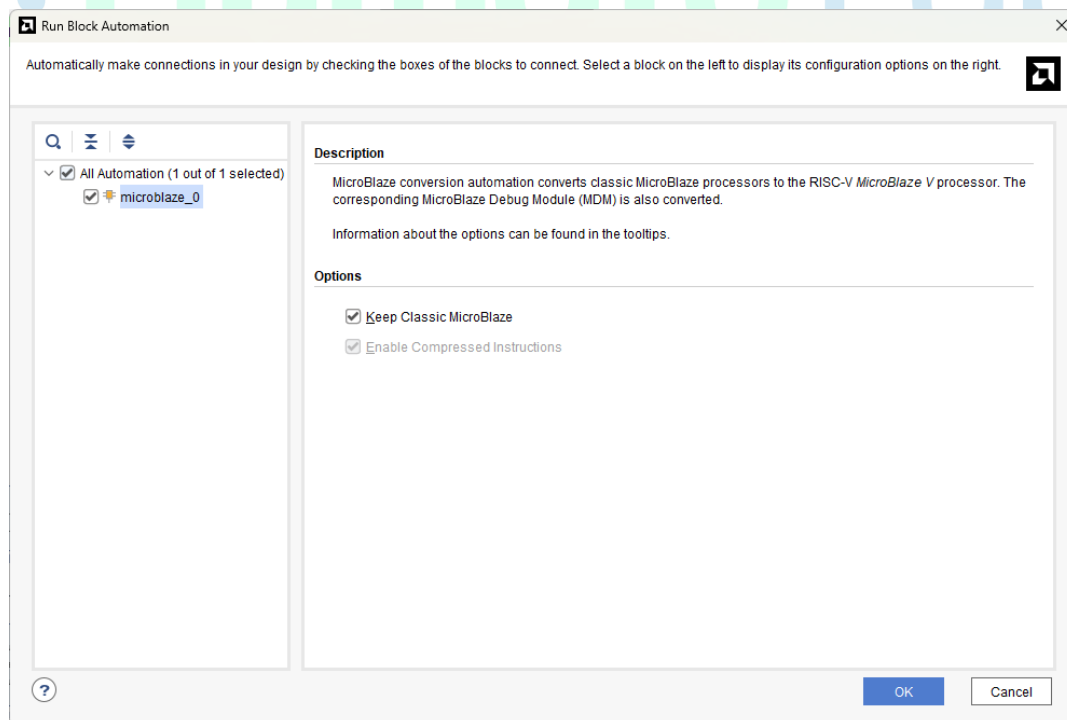 Run Block Automation
Automatically make connections in your design by checking the boxes of the blocks to connect. Select a block on the left to display its configuration options on the right.
All Automation (1 out of 1 selected)
microblaze_0
Description
MicroBlaze conversion automation converts classic MicroBlaze processors to the RISC-V MicroBlaze V processor. The
corresponding MicroBlaze Debug Module (MDM) is also converted.
Information about the options can be found in the tooltips.
Options
Keep Classic MicroBlaze
Enable Compressed Instructions
?
OK
Cancel